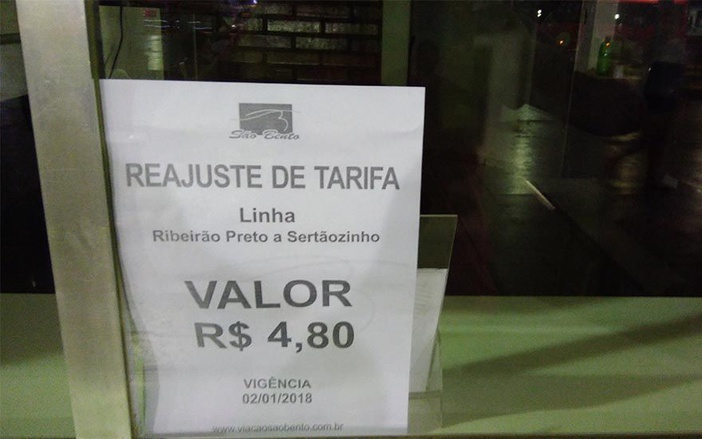 São Bento
REAJUSTE DE TARIFA
Linha
Ribeirão Preto a Sertãozinho
VALOR
R$ 4,80
VIGÊNCIA
02/01/2018
www.viacaosaobento.com.br